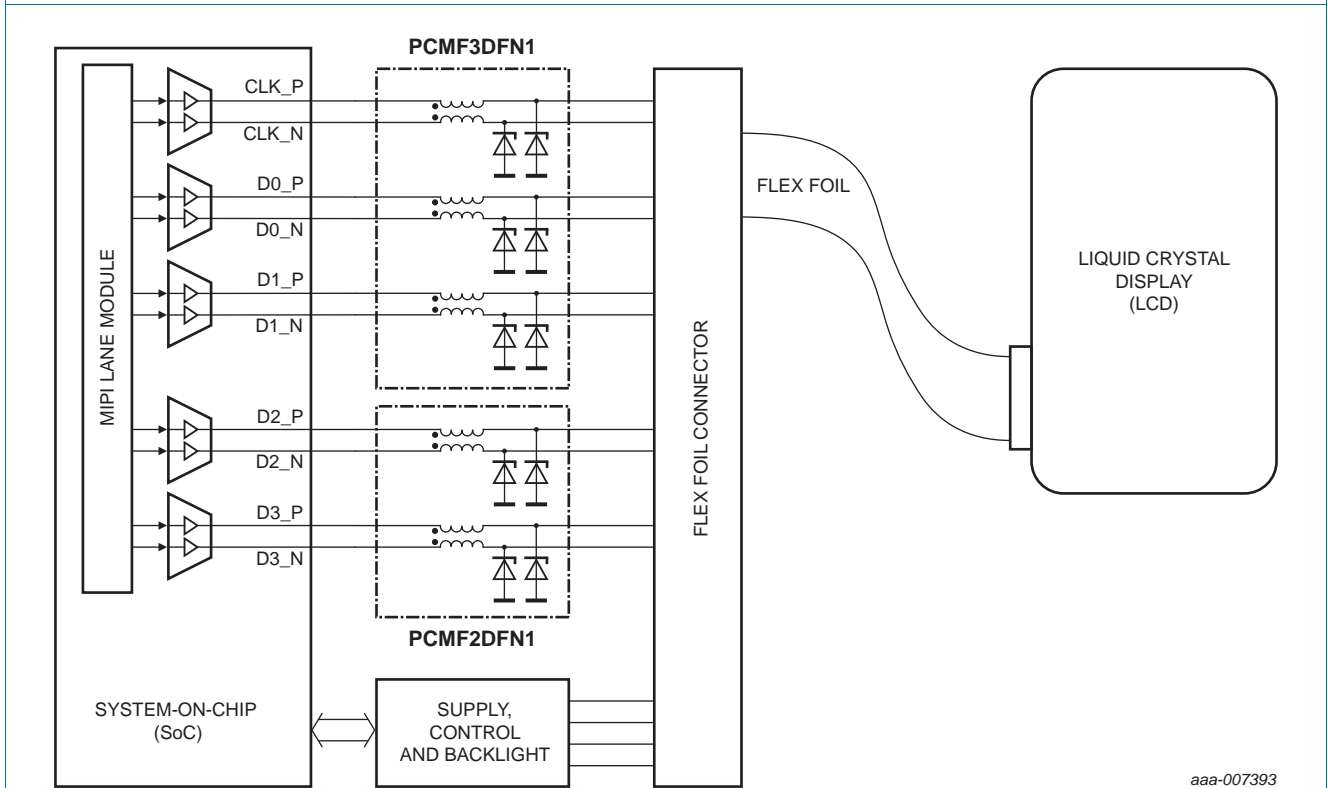 PCMF3DFN1
CLK_P
CLK_N
D0_P
D0_N
D1_P
D1_N
D2_P
D2_N
D3_P
D3_N
MIPI LANE MODULE
PCMF2DFN1
SYSTEM-ON-CHIP
(SoC)
SUPPLY,
CONTROL
AND BACKLIGHT
FLEX FOIL CONNECTOR
FLEX FOIL
LIQUID CRYSTAL
DISPLAY
(LCD)
aaa-007393